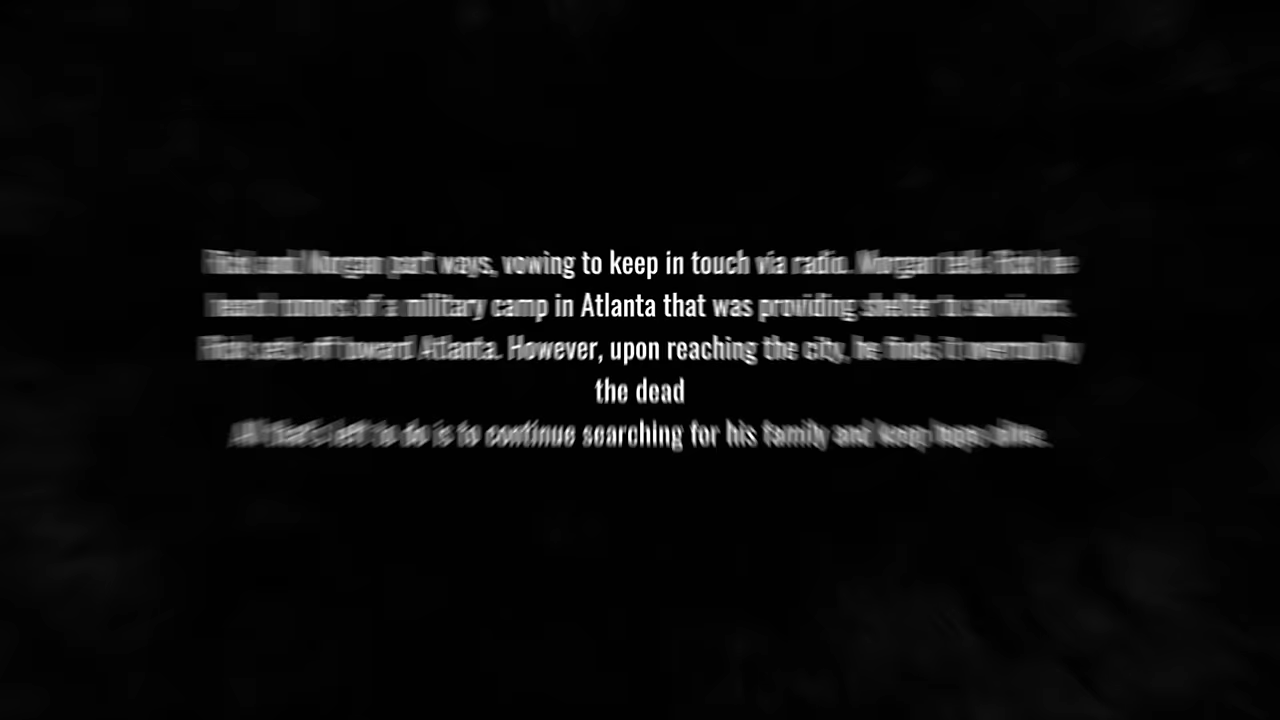 Rick and Morgan part ways, vowing to keep in touch via radio. Morgan tells Rick he
heard rumors of a military camp in Atlanta that was providing shelter to survivors.
Rick sets off toward Atlanta. However, upon reaching the city, he finds it overrun by
the dead
All that's left to do is to continue searching for his family and keep hope alive.